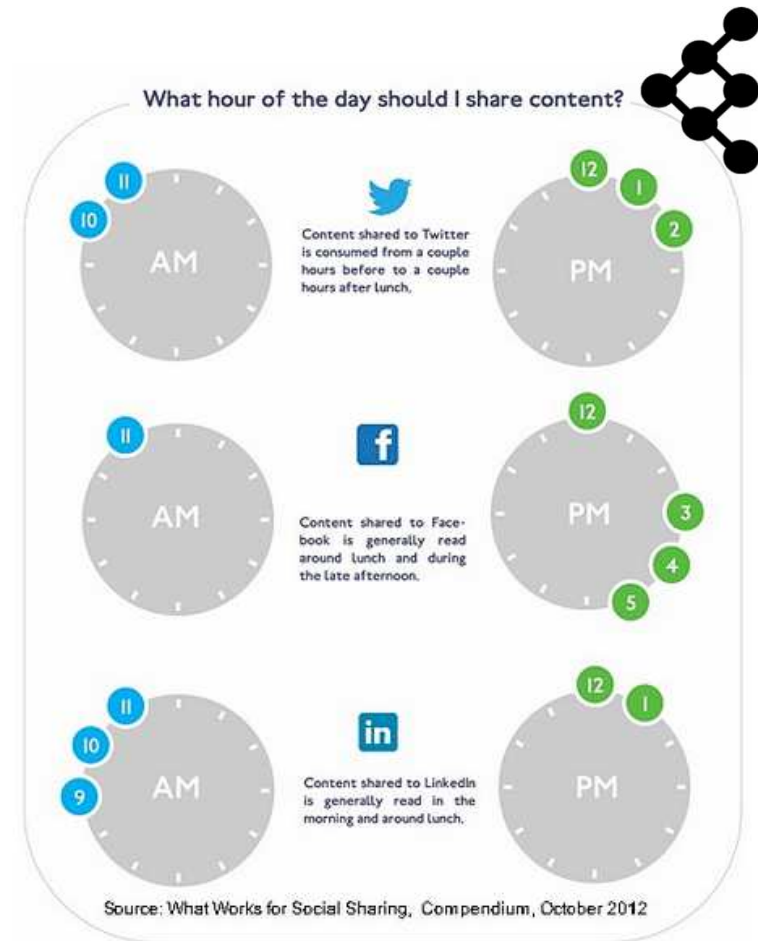 What hour of the day should I share content?
11
10
AM
Content shared to Twitter
is consumed from a couple
hours before to a couple
hours after lunch.
12
1
2
PM
11
AM
f
Content shared to Face-
book is generally read
around lunch and during
the late afternoon.
12
PM
3
4
5
11
10
9
AM
in
Content shared to LinkedIn
is generally read in the
morning and around lunch.
12
1
PM
Source: What Works for Social Sharing, Compendium, October 2012